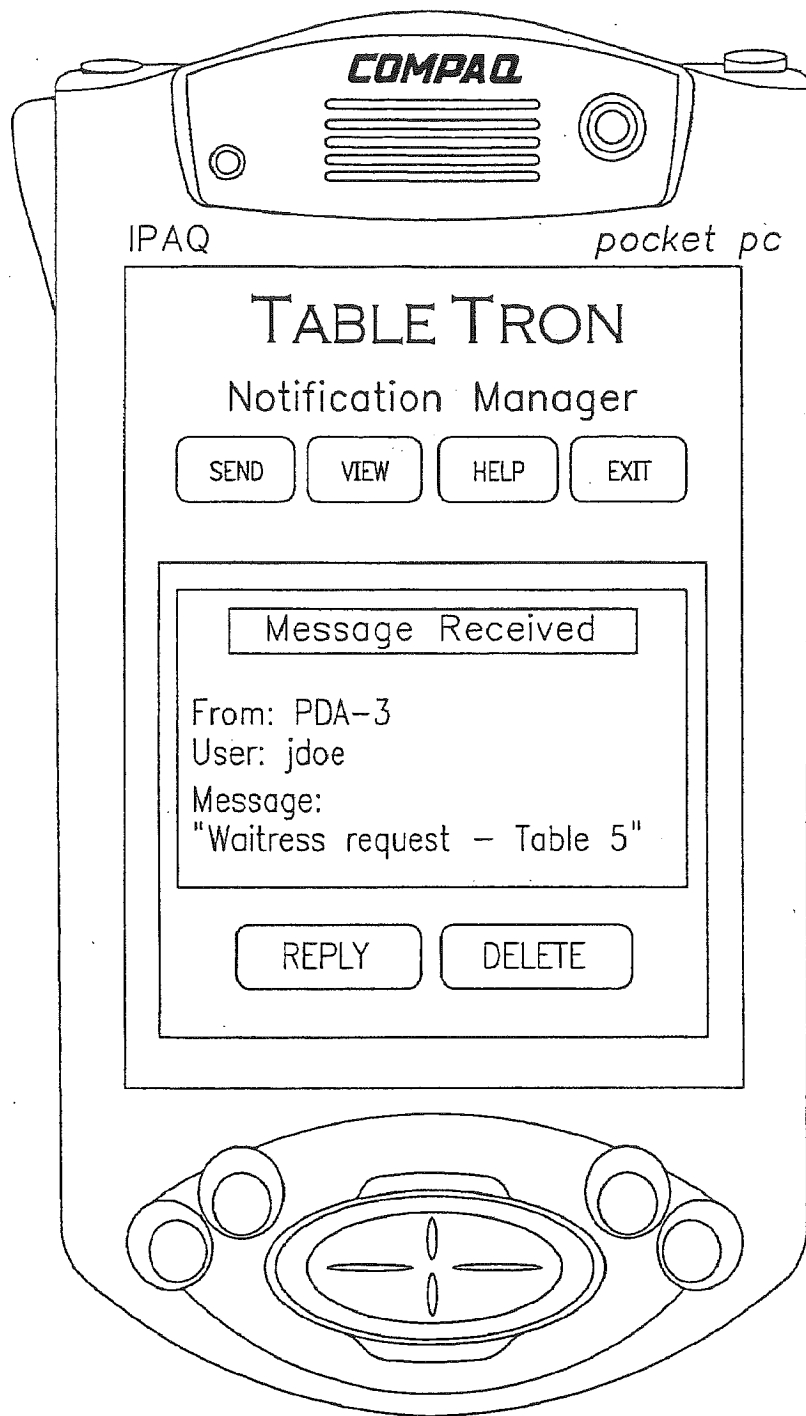 COMPAQ
IPAQ pocket pc
TABLE TRON
Notification Manager
SEND VIEW HELP EXIT
Message Received
From: PDA-3
User: jdoe
Message:
"Waitress request - Table 5"
REPLY DELETE